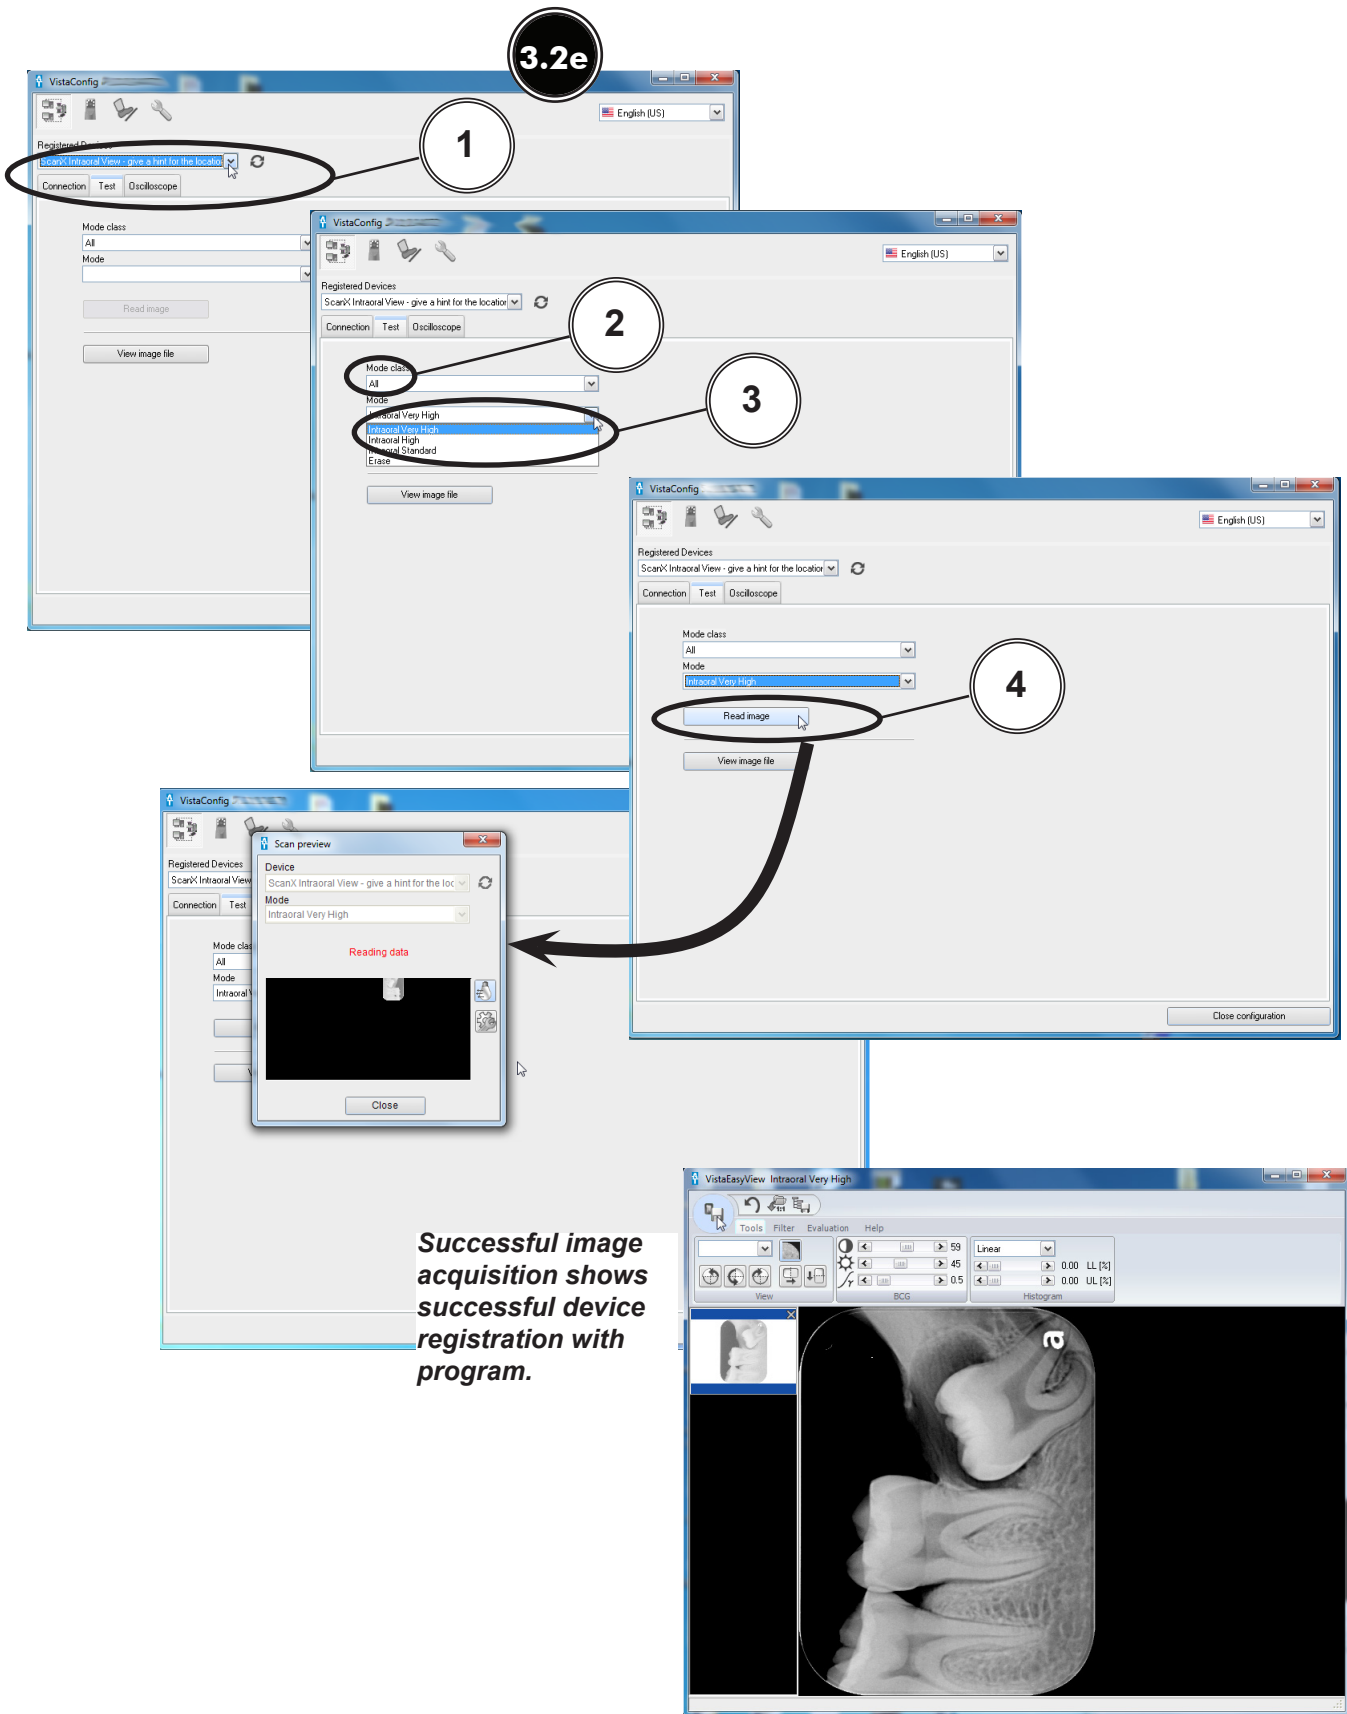 3.2e
VistaConfig
English (US)
Registered Devices
ScanX Intraoral View - give a hint for the location
Connection Test Oscilloscope
1
Mode class
All
Mode
Read image
View image file
VistaConfig
English (US)
Registered Devices
ScanX Intraoral View - give a hint for the location
Connection Test Oscilloscope
2
Mode class
All
Mode
Intraoral Very High
Intraoral Very High
Intraoral High
Intraoral Standard
Erase
3
View image file
VistaConfig
English (US)
Registered Devices
ScanX Intraoral View - give a hint for the location
Connection Test Oscilloscope
Mode class
All
Mode
Intraoral Very High
Read image
4
View image file
Close configuration
VistaConfig
Registered Devices
ScanX Intraoral View
Connection Test
Mode clas
All
Mode
Intraoral V
Scan preview
Device
ScanX Intraoral View - give a hint for the loc
Mode
Intraoral Very High
Reading data
Close
Successful image
acquisition shows
successful device
registration with
program.
VistaEasyView Intraoral Very High
1:1
Tools Filter Evaluation Help
59
45
0.5
Linear
0.00 LL [%]
0.00 UL [%]
View
BCG
Histogram
a